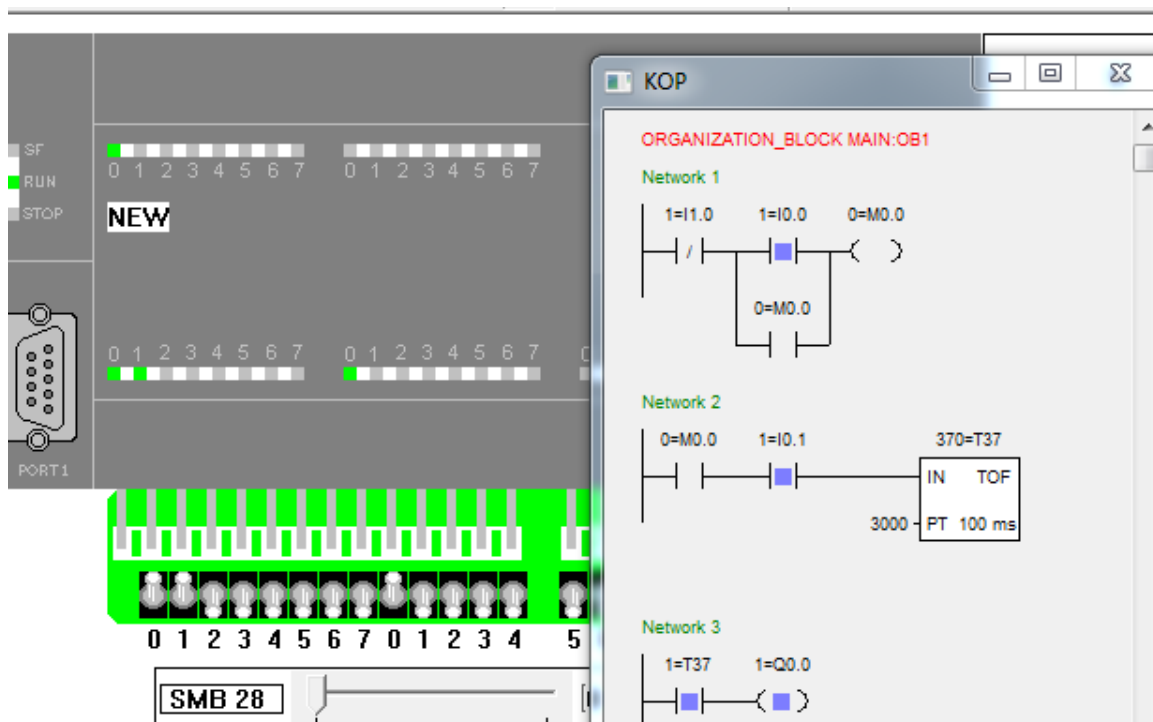 KOP
ORGANIZATION_BLOCK MAIN:OB1
Network 1
1=I1.0 1=I0.0 0=M0.0
/
0=M0.0
Network 2
0=M0.0 1=I0.1 370=T37
IN TOF
3000 PT 100 ms
Network 3
1=T37 1=Q0.0
SF
RUN
STOP
0 1 2 3 4 5 6 7 0 1 2 3 4 5 6 7
NEW
0 1 2 3 4 5 6 7 0 1 2 3 4 5 6 7
PORT1
0 1 2 3 4 5 6 7 0 1 2 3 4 5
SMB 28